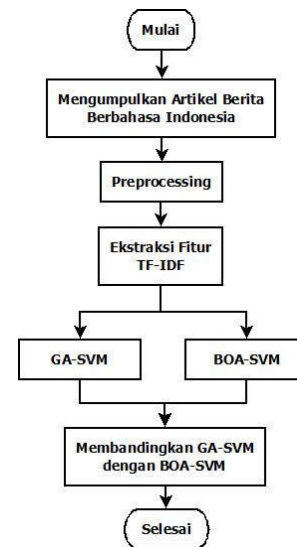 Mulai
Mengumpulkan Artikel Berita
Berbahasa Indonesia
Preprocessing
Ekstraksi Fitur
TF-IDF
GA-SVM
BOA-SVM
Membandingkan GA-SVM
dengan BOA-SVM
Selesai